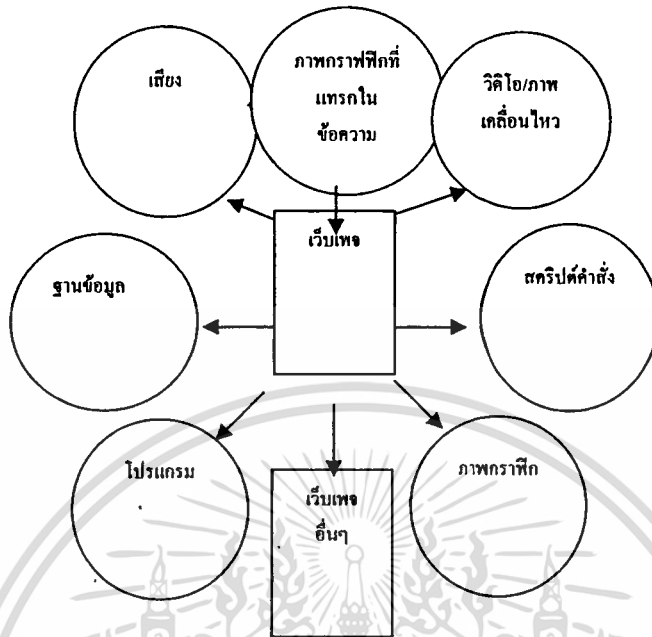 เสียง
ภาพกราฟฟิกที่
แทรกใน
ข้อความ
วิดิโอ/ภาพ
เคลื่อนไหว
เว็บเพจ
ฐานข้อมูล
สคริปต์คำสั่ง
โปรแกรม
เว็บเพจ
อื่นๆ
ภาพกราฟิก